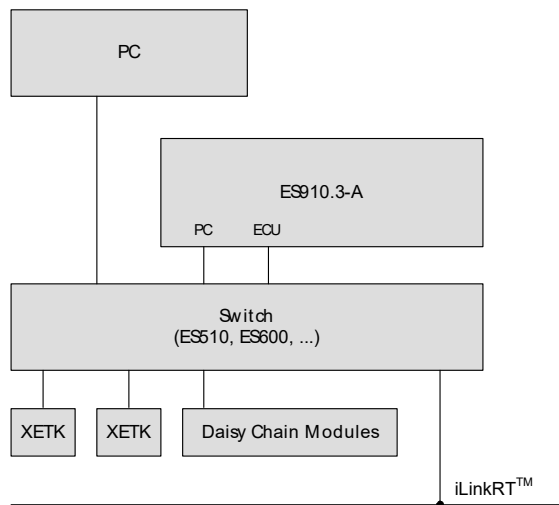 PC
ES910.3-A
PC ECU
Switch
(ES510, ES600, ...)
XETK XETK Daisy Chain Modules
iLinkRT™